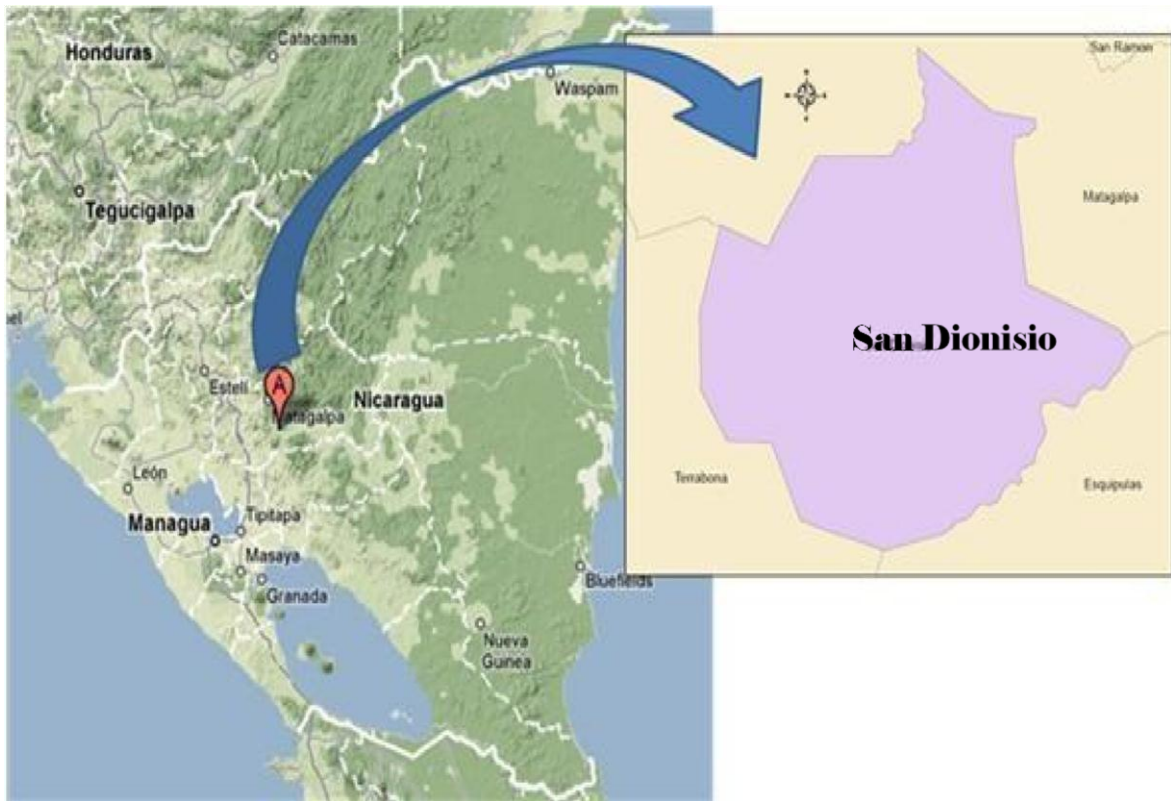 Honduras
Catacamas
Waspam
Tegucigalpa
Estelí
A
Matagalpa
Nicaragua
León
Managua
Tipitapa
Masaya
Granada
Bluefields
Nueva
Guinea
San Ramon
Matagalpa
San Dionisio
Terrabona
Esquipulas